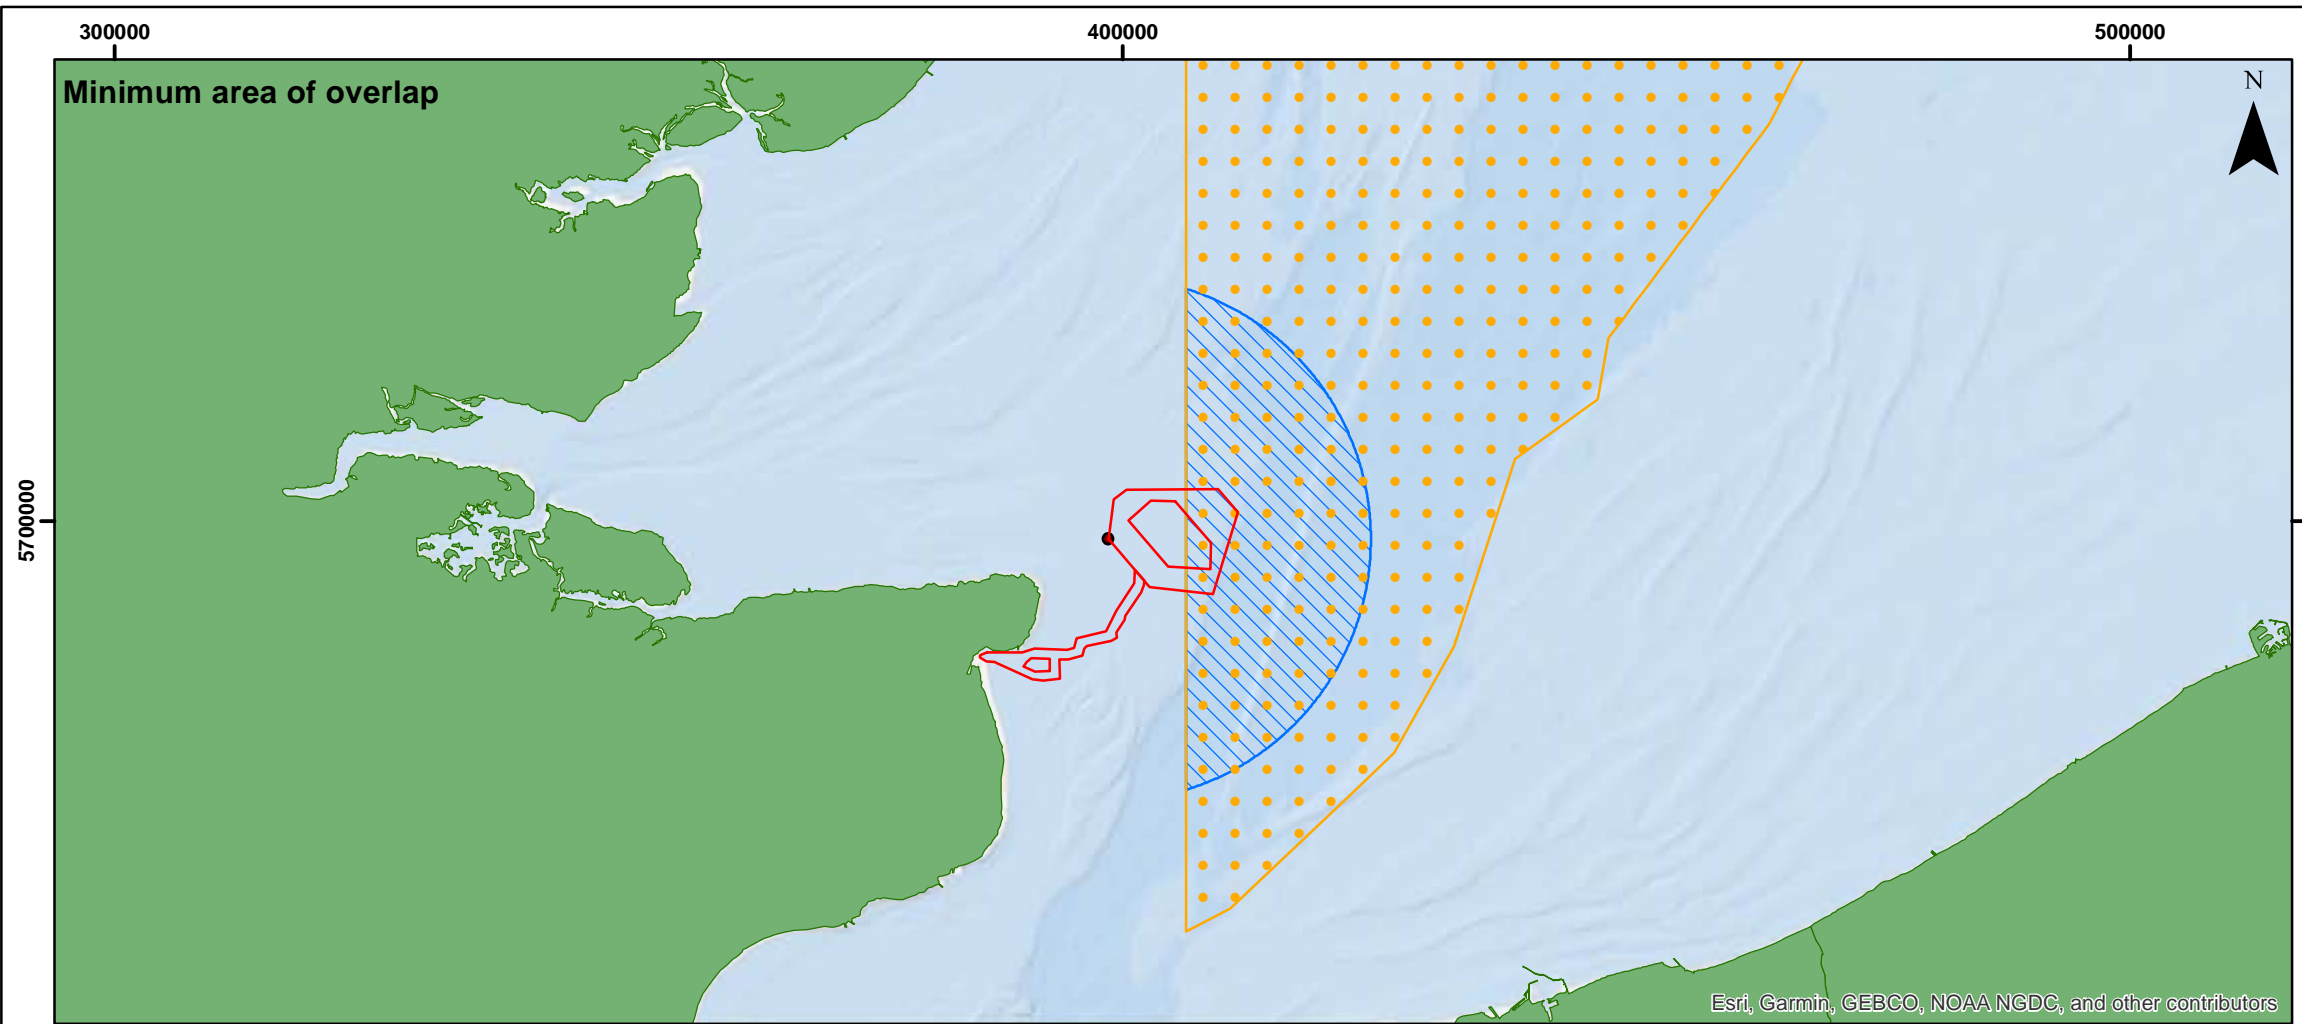 300000
400000
500000
Minimum area of overlap
N
5700000
Esri, Garmin, GEBCO, NOAA NGDC, and other contributors